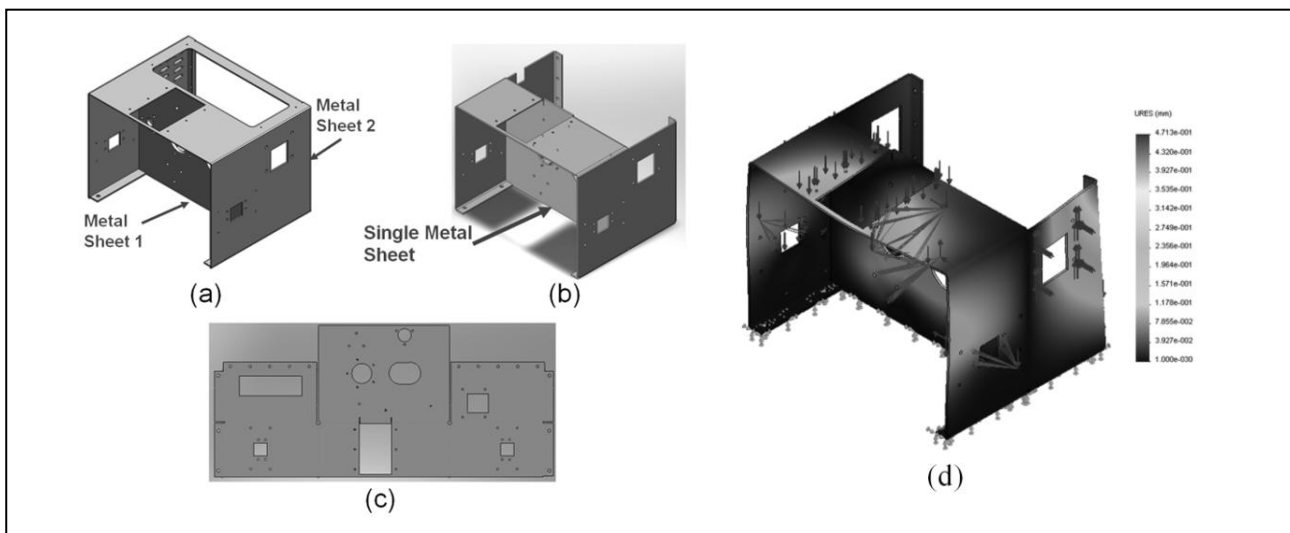 Metal
Sheet 2
Metal
Sheet 1
(a)
Single Metal
Sheet
(b)
(c)
URES (mm)
4.713e-001
4.320e-001
3.928e-001
3.535e-001
3.142e-001
2.749e-001
2.356e-001
1.964e-001
1.571e-001
1.178e-001
7.855e-002
3.927e-002
1.000e-030
(d)